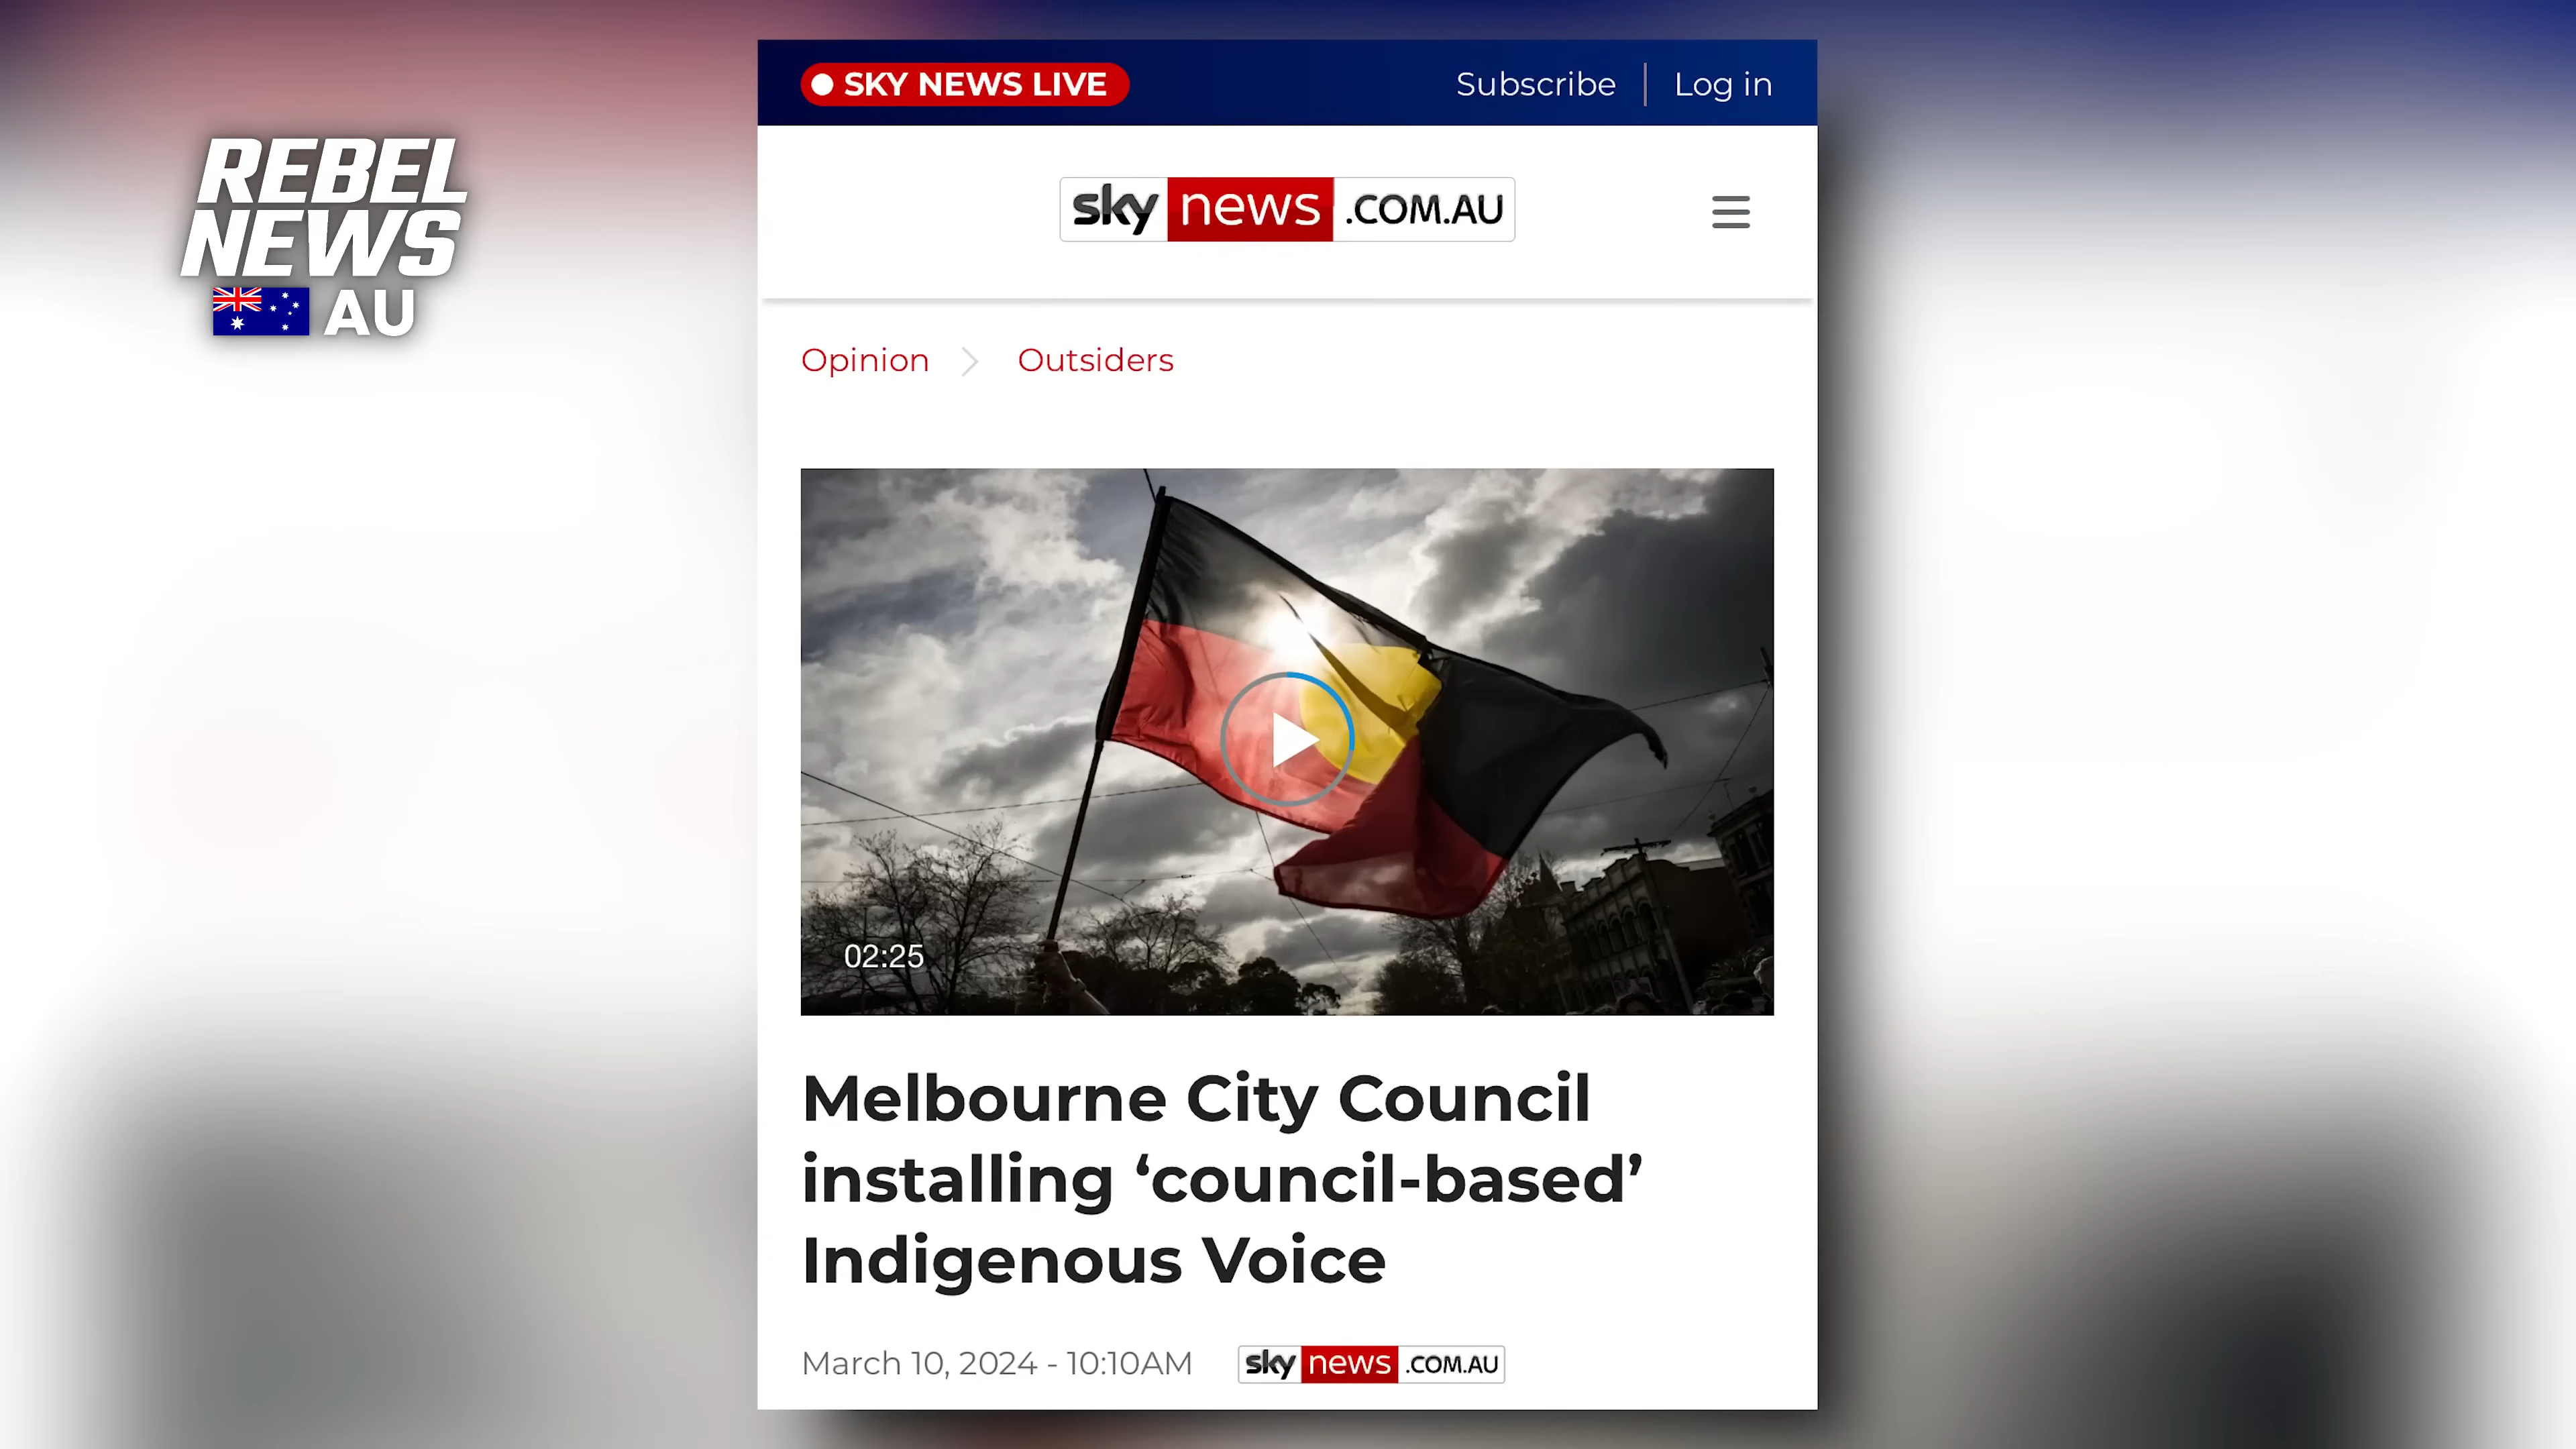 REBEL
NEWS
AU
SKY NEWS LIVE
Subscribe
Log in
sky news .COM.AU
Opinion
Outsiders
02:25
Melbourne City Council
installing ‘council-based’
Indigenous Voice
March 10, 2024 - 10:10AM
sky news .COM.AU